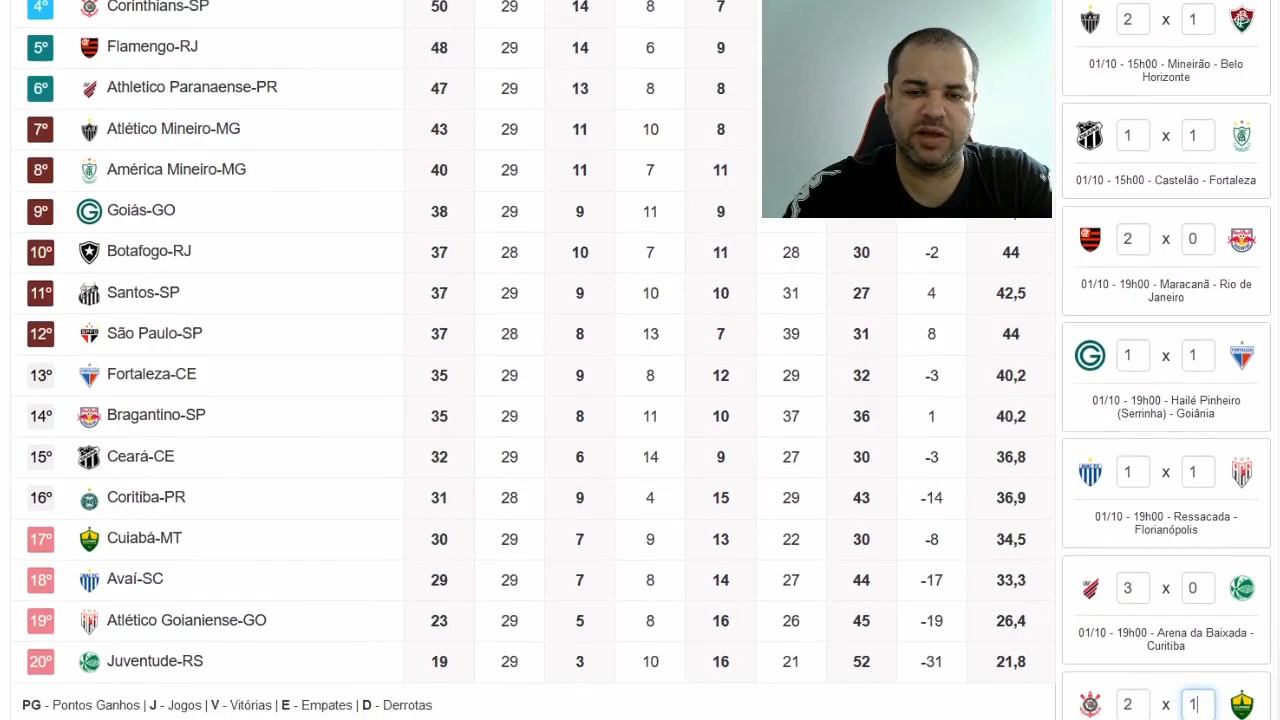 4º Corinthians-SP 50 29 14 8 7
5º Flamengo-RJ 48 29 14 6 9
6º Athletico Paranaense-PR 47 29 13 8 8
7º Atlético Mineiro-MG 43 29 11 10 8
8º América Mineiro-MG 40 29 11 7 11
9º Goiás-GO 38 29 9 11 9
10º Botafogo-RJ 37 28 10 7 11 28 30 -2 44
11º Santos-SP 37 29 9 10 10 31 27 4 42,5
12º São Paulo-SP 37 28 8 13 7 39 31 8 44
13º Fortaleza-CE 35 29 9 8 12 29 32 -3 40,2
14º Bragantino-SP 35 29 8 11 10 37 36 1 40,2
15º Ceará-CE 32 29 6 14 9 27 30 -3 36,8
16º Coritiba-PR 31 28 9 4 15 29 43 -14 36,9
17º Cuiabá-MT 30 29 7 9 13 22 30 -8 34,5
18º Avaí-SC 29 29 7 8 14 27 44 -17 33,3
19º Atlético Goianiense-GO 23 29 5 8 16 26 45 -19 26,4
20º Juventude-RS 19 29 3 10 16 21 52 -31 21,8
PG - Pontos Ganhos | J - Jogos | V - Vitórias | E - Empates | D - Derrotas
2 x 1
01/10 - 15h00 - Mineirão - Belo
Horizonte
1 x 1
01/10 - 15h00 - Castelão - Fortaleza
2 x 0
01/10 - 19h00 - Maracanã - Rio de
Janeiro
1 x 1
01/10 - 19h00 - Hailé Pinheiro
(Serrinha) - Goiânia
1 x 1
01/10 - 19h00 - Ressacada -
Florianópolis
3 x 0
01/10 - 19h00 - Arena da Baixada -
Curitiba
2 x 1